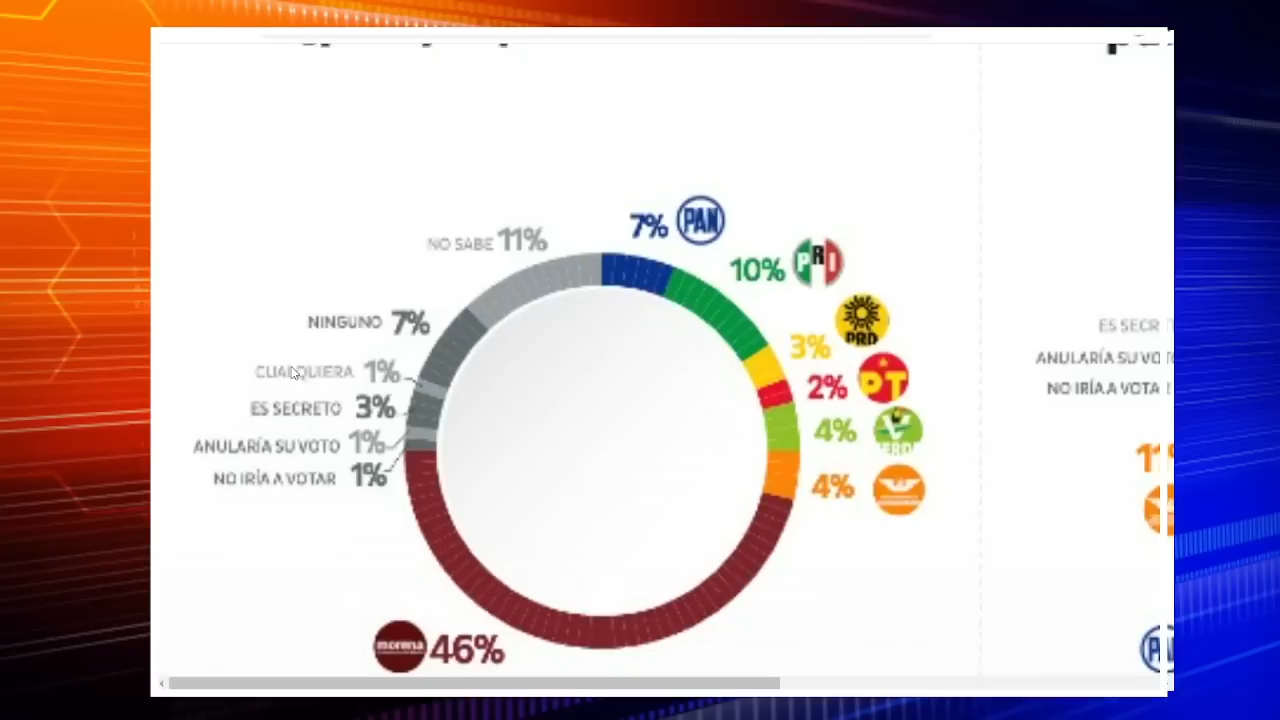 7% PAN
NO SABE 11%
10% PRI
NINGUNO 7%
PRD
3%
CUALQUIERA 1%
2% PT
ES SECRETO 3%
4%
ANULARÍA SU VOTO 1%
NO IRÍA A VOTAR 1%
4%
morena 46%
ES SECR
ANULARÍA SU VO
NO IRÍA A VOTA
11